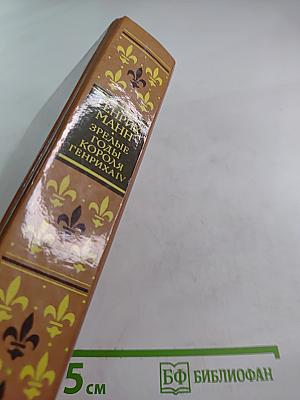 ГЕНРИХ
МАНН
ЗРЕЛЫЕ
ГОДЫ
КОРОЛЯ
ГЕНРИХА IV
5 СМ
БФ БИБЛИОФАН